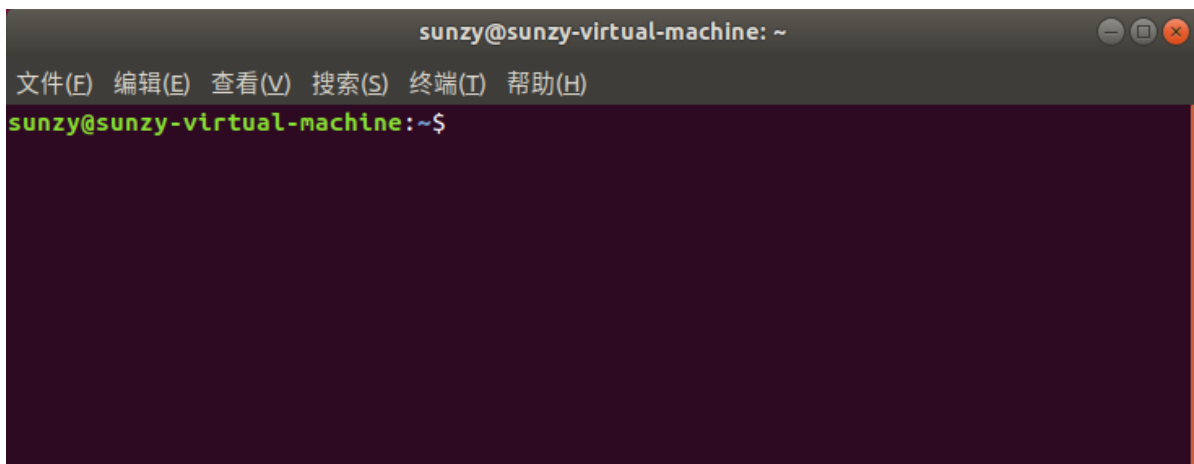 sunzy@sunzy-virtual-machine: ~
文件(F) 编辑(E) 查看(V) 搜索(S) 终端(T) 帮助(H)
sunzy@sunzy-virtual-machine:~$